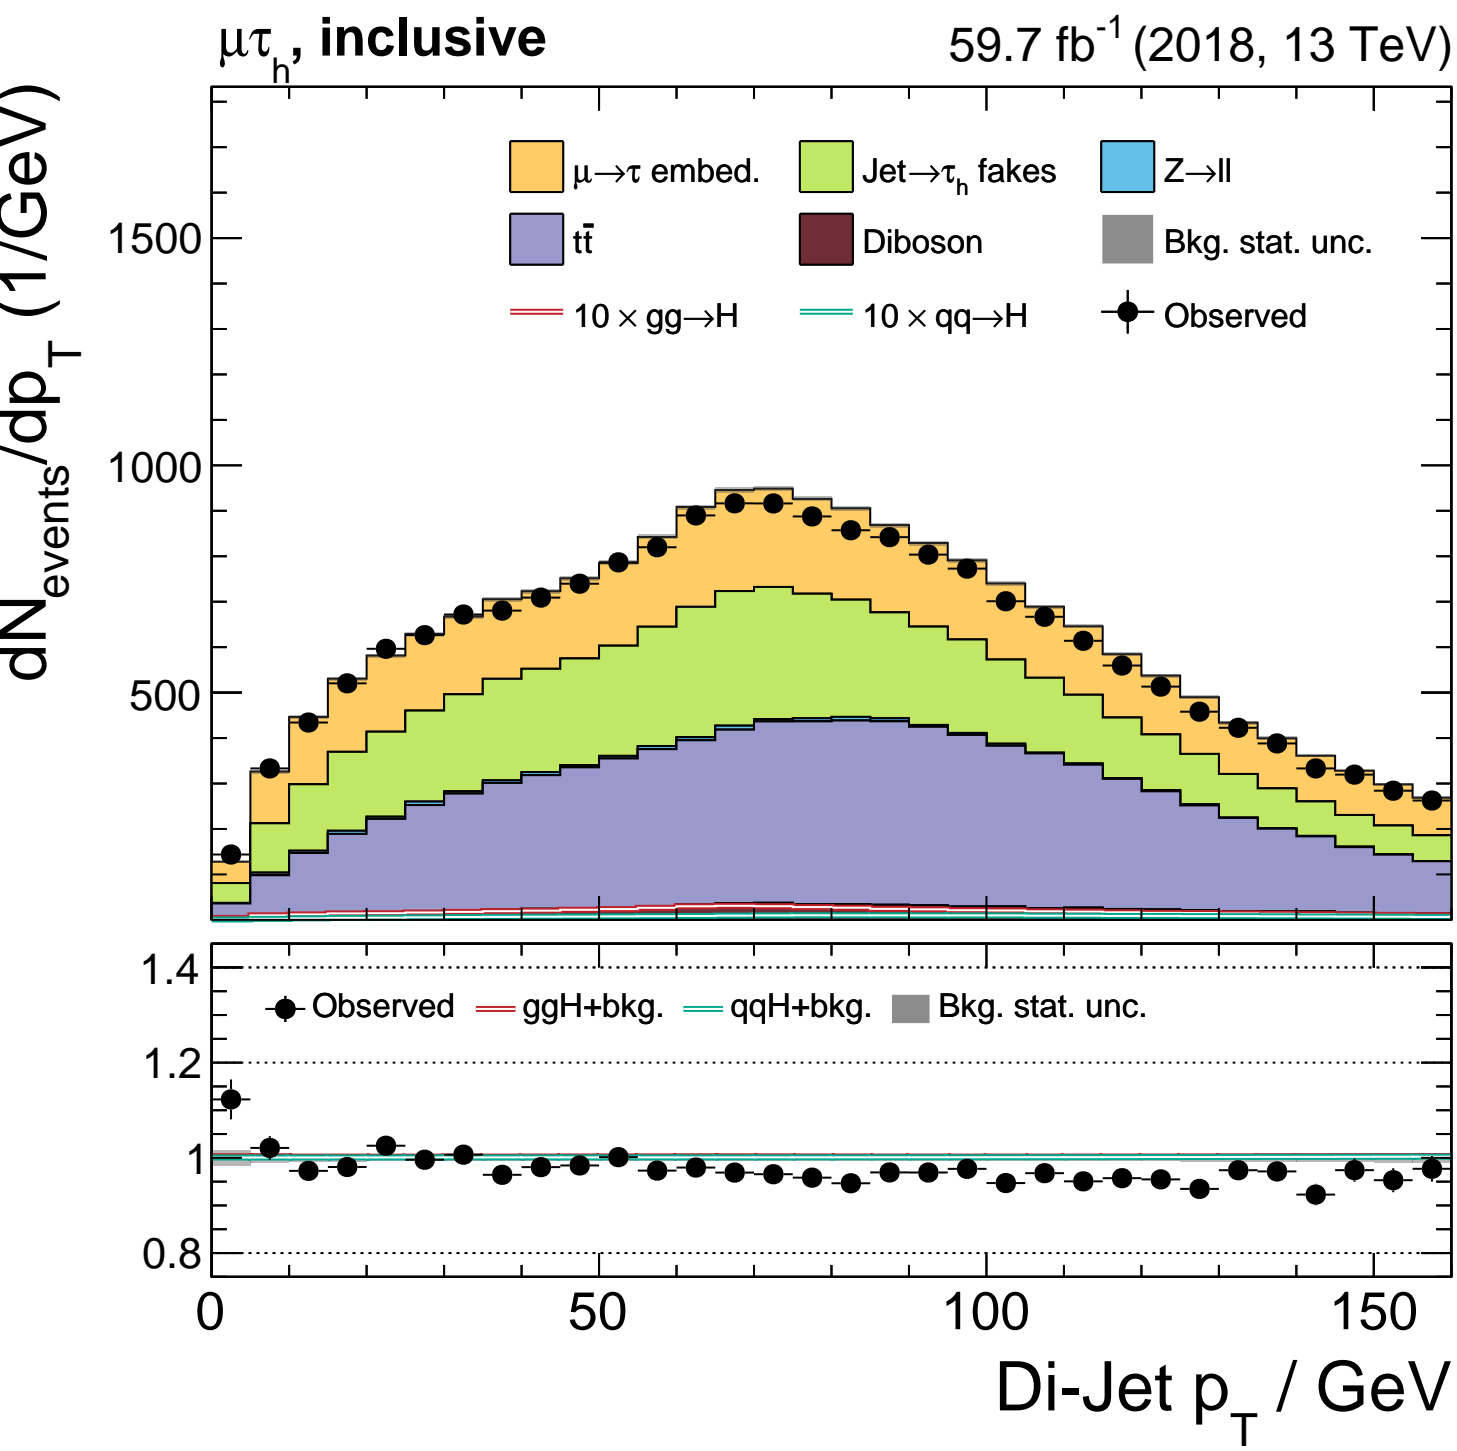 μτh, inclusive 59.7 fb-1 (2018, 13 TeV)
dNevents/dpT (1/GeV)
μ→τ embed. Jet→τh fakes Z→ll
tt̄ Diboson Bkg. stat. unc.
10 × gg→H 10 × qq→H Observed
1500
1000
500
1.4
Observed ggH+bkg. qqH+bkg. Bkg. stat. unc.
1.2
1
0.8
0 50 100 150
Di-Jet pT / GeV